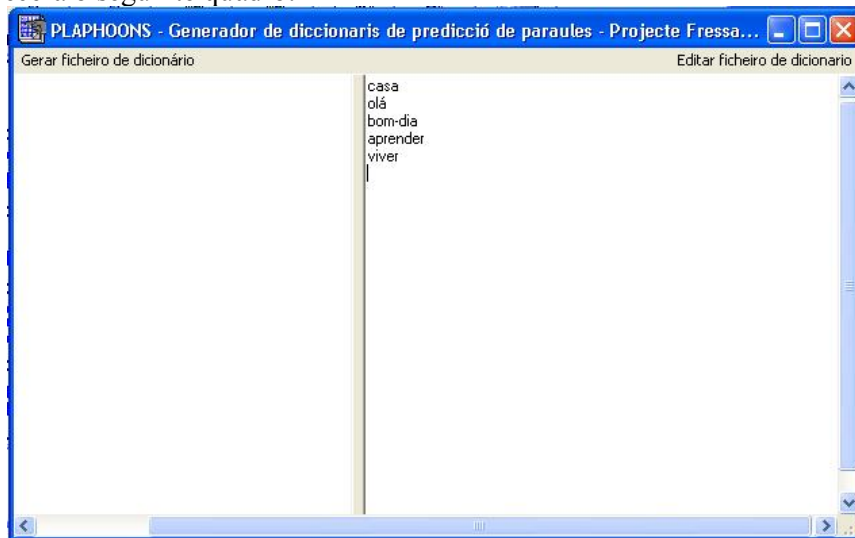 PLAPHOONS - Generador de diccionaris de predicció de paraules - Projecte Fressa...
Gerar ficheiro de dicionário
Editar ficheiro de dicionario
casa
olá
bom-dia
aprender
viver